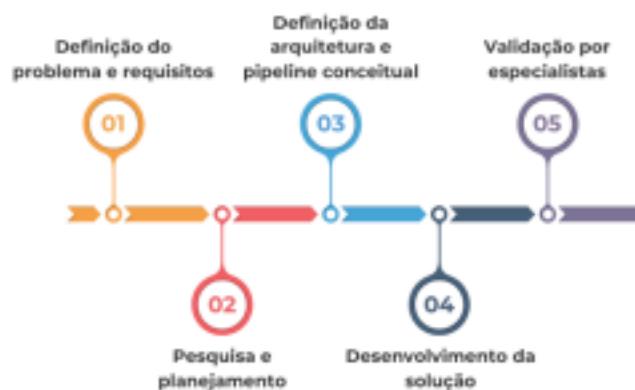 Definição do
problema e requisitos
01
02
Pesquisa e
planejamento
Definição da
arquitetura e
pipeline conceitual
03
04
Desenvolvimento da
solução
Validação por
especialistas
05